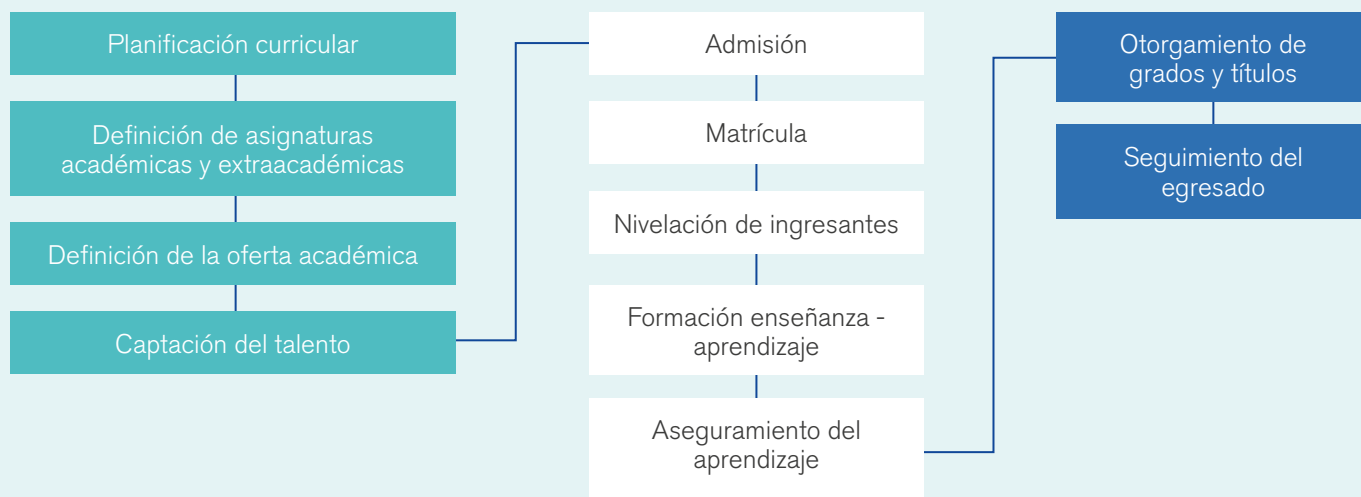 Planificación curricular
Definición de asignaturas
académicas y extraacadémicas
Definición de la oferta académica
Captación del talento
Admisión
Matrícula
Nivelación de ingresantes
Formación enseñanza -
aprendizaje
Aseguramiento del
aprendizaje
Otorgamiento de
grados y títulos
Seguimiento del
egresado